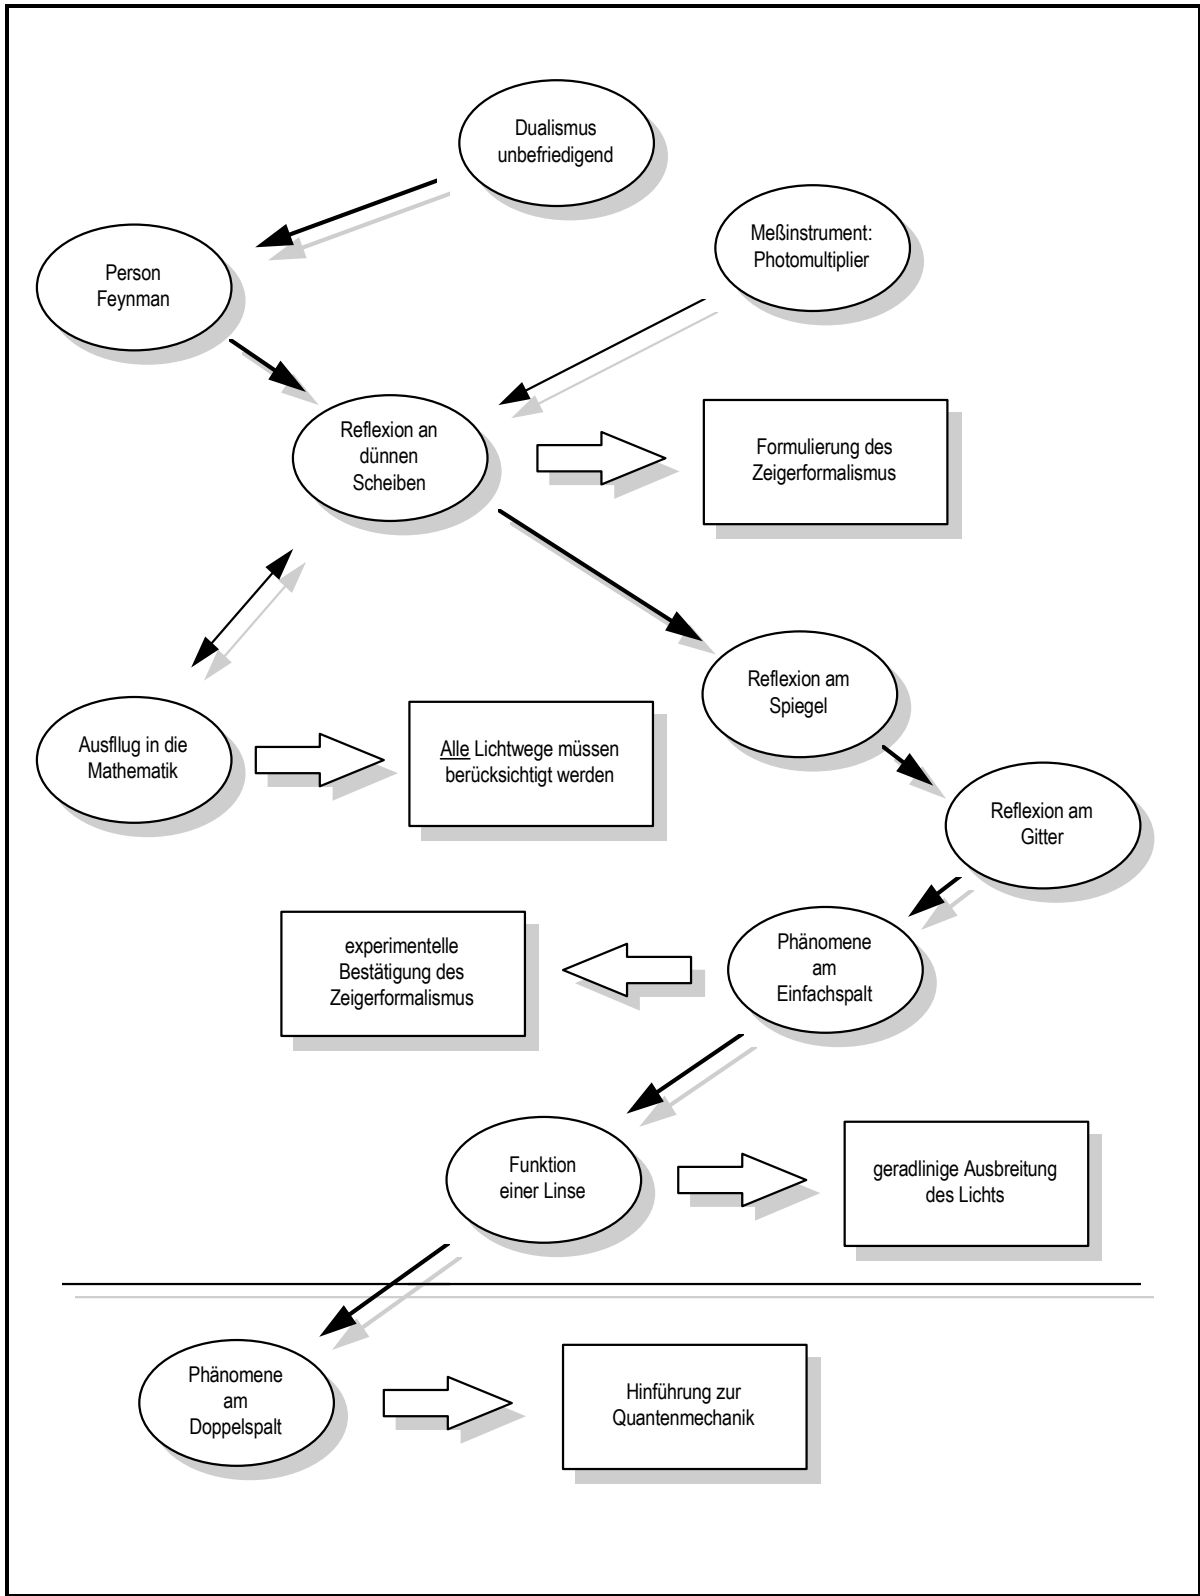 Dualismus
unbefriedigend
Meßinstrument:
Photomultiplier
Person
Feynman
Reflexion an
dünnen
Scheiben
Formulierung des
Zeigerformalismus
Reflexion am
Spiegel
Ausfllug in die
Mathematik
Alle Lichtwege müssen
berücksichtigt werden
Reflexion am
Gitter
Phänomene
am
Einfachspalt
experimentelle
Bestätigung des
Zeigerformalismus
Funktion
einer Linse
geradlinige Ausbreitung
des Lichts
Phänomene
am
Doppelspalt
Hinführung zur
Quantenmechanik